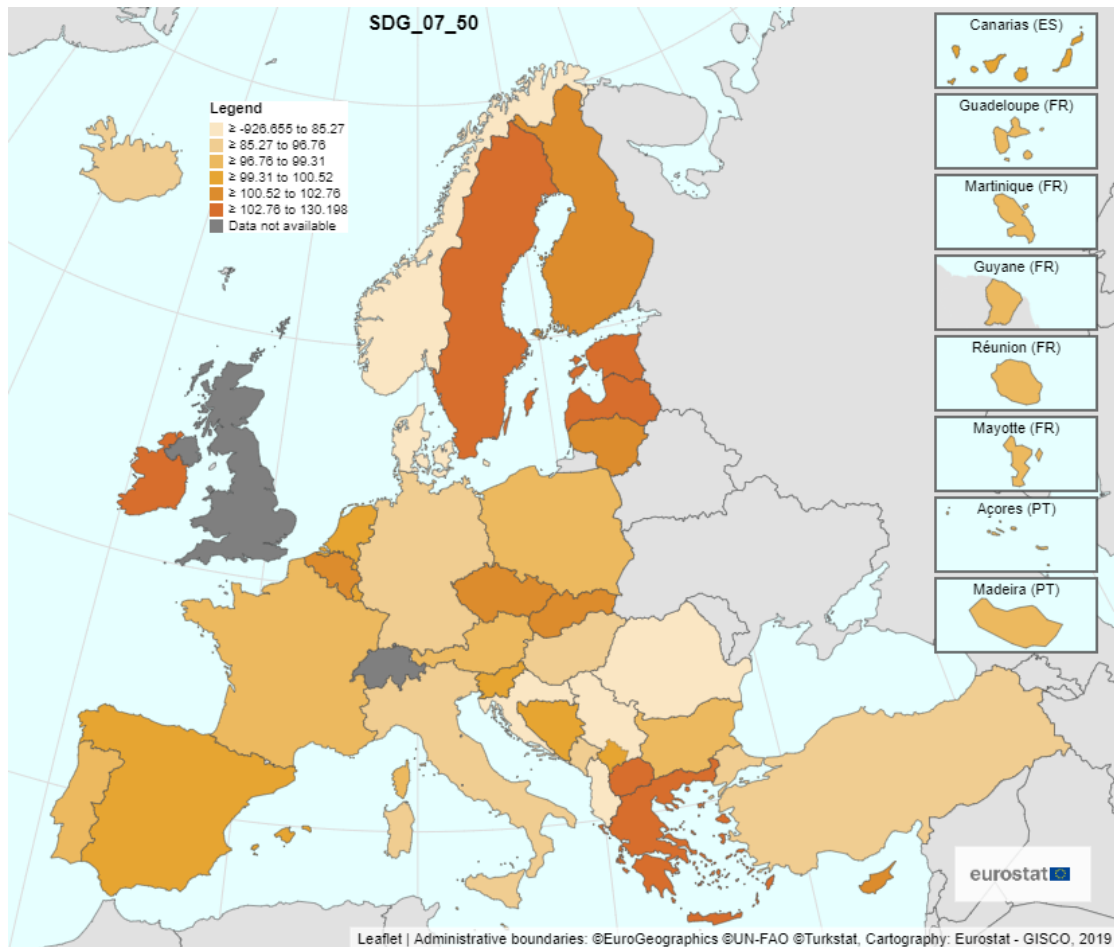 SDG_07_50
Legend
≥ -926.655 to 85.27
≥ 85.27 to 96.76
≥ 96.76 to 99.31
≥ 99.31 to 100.52
≥ 100.52 to 102.76
≥ 102.76 to 130.198
Data not available
Canarias (ES)
Guadeloupe (FR)
Martinique (FR)
Guyane (FR)
Réunion (FR)
Mayotte (FR)
Açores (PT)
Madeira (PT)
eurostat
Leaflet | Administrative boundaries: ©EuroGeographics ©UN-FAO ©Turkstat, Cartography: Eurostat - GISCO, 2019